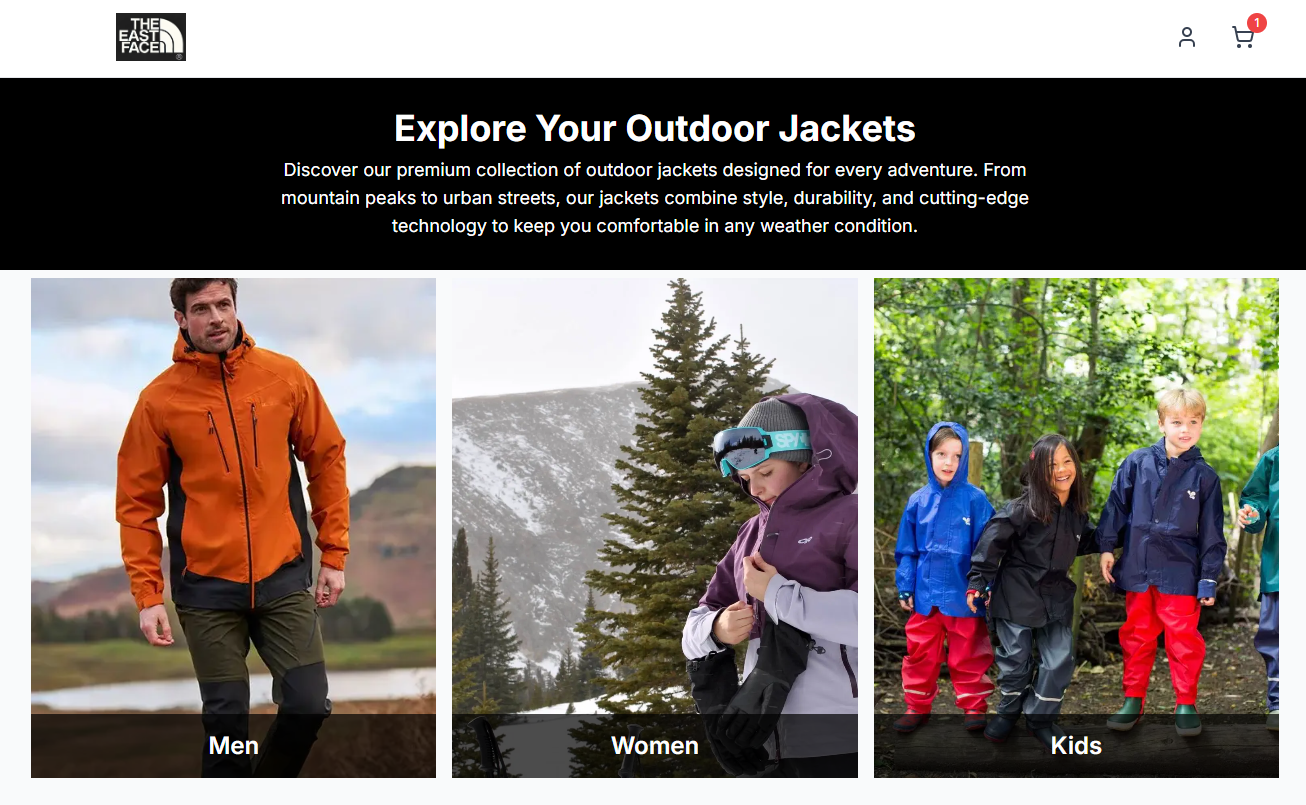 THE
EAST
FACE
®
1
Explore Your Outdoor Jackets
Discover our premium collection of outdoor jackets designed for every adventure. From
mountain peaks to urban streets, our jackets combine style, durability, and cutting-edge
technology to keep you comfortable in any weather condition.
Men
Women
Kids